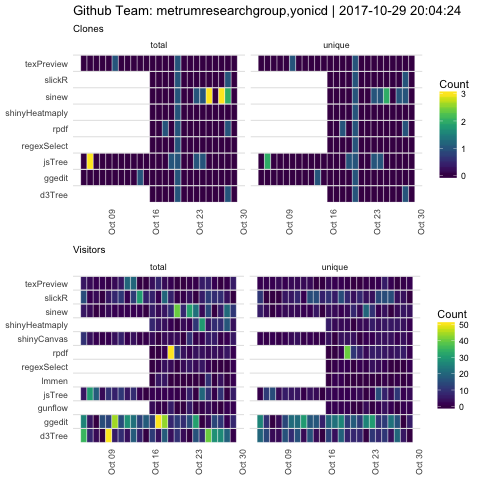 Github Team: metrumresearchgroup,yonicd | 2017-10-29 20:04:24
Clones
total unique
texPreview
slickR
sinew
shinyHeatmaply
rpdf
regexSelect
jsTree
ggedit
d3Tree
Oct 09 Oct 16 Oct 23 Oct 30 Oct 09 Oct 16 Oct 23 Oct 30
Count
3
2
1
0
Visitors
total unique
texPreview
slickR
sinew
shinyHeatmaply
shinyCanvas
rpdf
regexSelect
lmmen
jsTree
gunflow
ggedit
d3Tree
Oct 09 Oct 16 Oct 23 Oct 30 Oct 09 Oct 16 Oct 23 Oct 30
Count
50
40
30
20
10
0